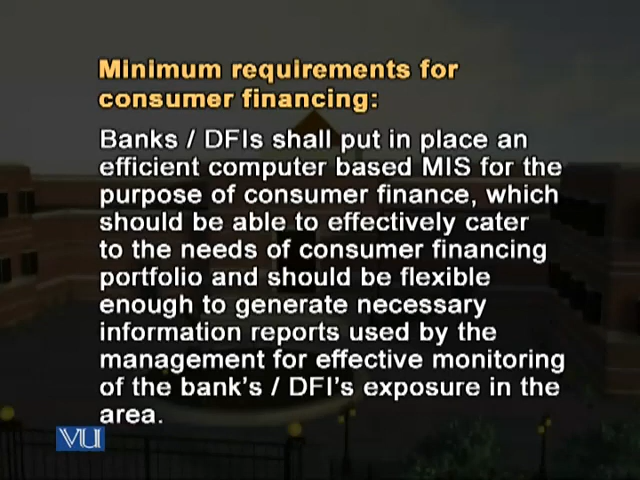 Minimum requirements for
consumer financing:
Banks / DFIs shall put in place an
efficient computer based MIS for the
purpose of consumer finance, which
should be able to effectively cater
to the needs of consumer financing
portfolio and should be flexible
enough to generate necessary
information reports used by the
management for effective monitoring
of the bank's / DFI's exposure in the
area.
VU